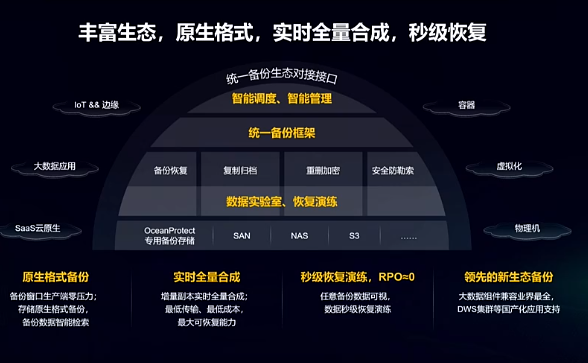 丰富生态，原生格式，实时全量合成，秒级恢复
统一备份生态对接接口
智能调度、智能管理
IoT && 边缘
容器
统一备份框架
大数据应用
备份恢复
复制归档
重删加密
安全防勒索
虚拟化
数据实验室、恢复演练
SaaS云原生
OceanProtect
专用备份存储
SAN
NAS
S3
……
物理机
原生格式备份
备份窗口生产端零压力；
存储原生格式备份，
备份数据智能检索
实时全量合成
增量副本实时全量合成；
最低传输、最低成本，
最大可恢复能力
秒级恢复演练，RPO≈0
任意备份数据可视，
数据秒级恢复演练
领先的新生态备份
大数据组件兼容业界最全，
DWS集群等国产化应用支持